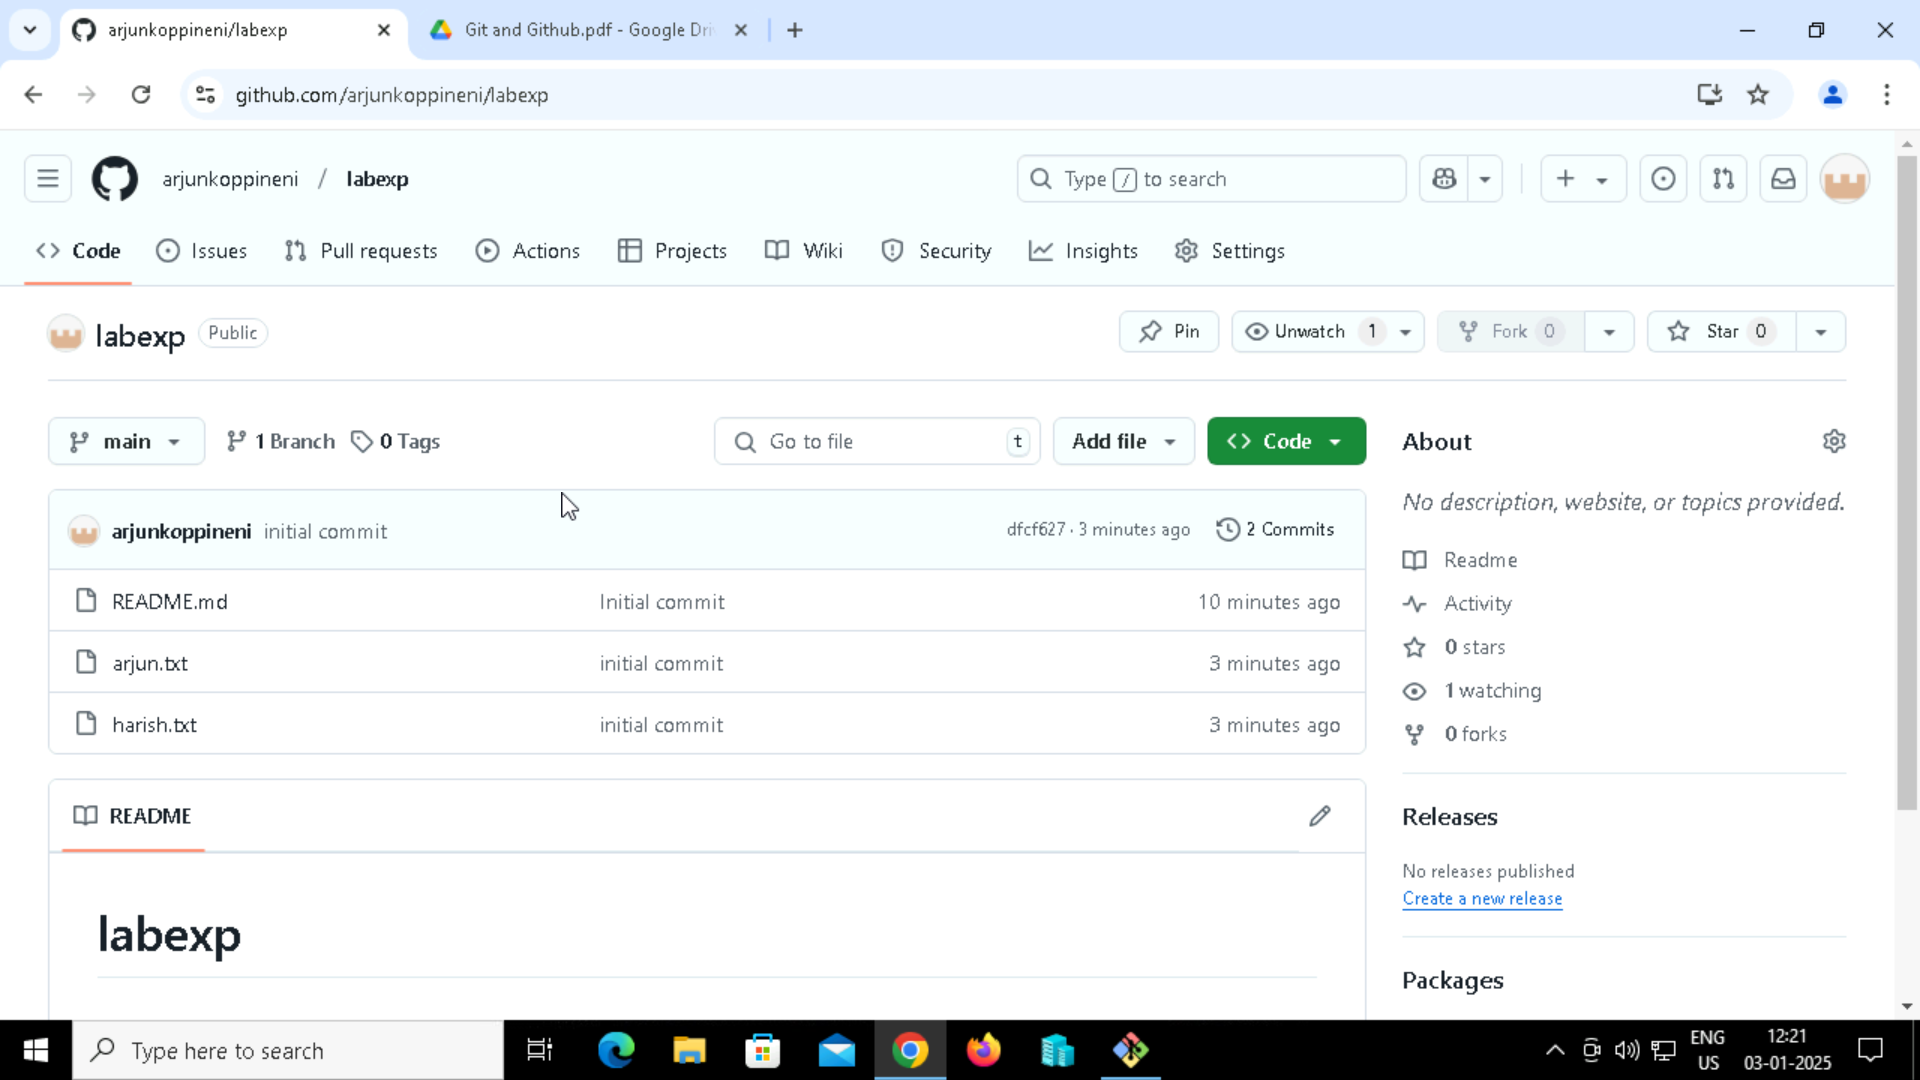 arjunkoppineni/labexp
Git and Github.pdf - Google Dri
github.com/arjunkoppineni/labexp
arjunkoppineni / labexp
Type / to search
Code
Issues
Pull requests
Actions
Projects
Wiki
Security
Insights
Settings
labexp Public
Pin
Unwatch 1
Fork 0
Star 0
main
1 Branch
0 Tags
Go to file t
Add file
Code
arjunkoppineni initial commit dfcf627 · 3 minutes ago 2 Commits
README.md Initial commit 10 minutes ago
arjun.txt initial commit 3 minutes ago
harish.txt initial commit 3 minutes ago
README
labexp
About
No description, website, or topics provided.
Readme
Activity
0 stars
1 watching
0 forks
Releases
No releases published
Create a new release
Packages
Type here to search
ENG
US
12:21
03-01-2025